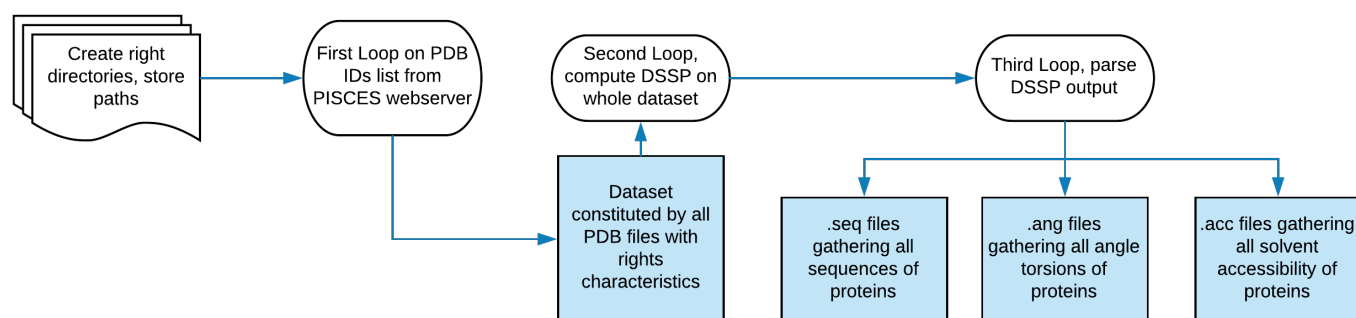 Create right
directories, store
paths
First Loop on PDB
IDs list from
PISCES webserver
Second Loop,
compute DSSP on
whole dataset
Third Loop, parse
DSSP output
Dataset
constituted by all
PDB files with
rights
characteristics
.seq files
gathering all
sequences of
proteins
.ang files
gathering all angle
torsions of
proteins
.acc files gathering
all solvent
accessibility of
proteins